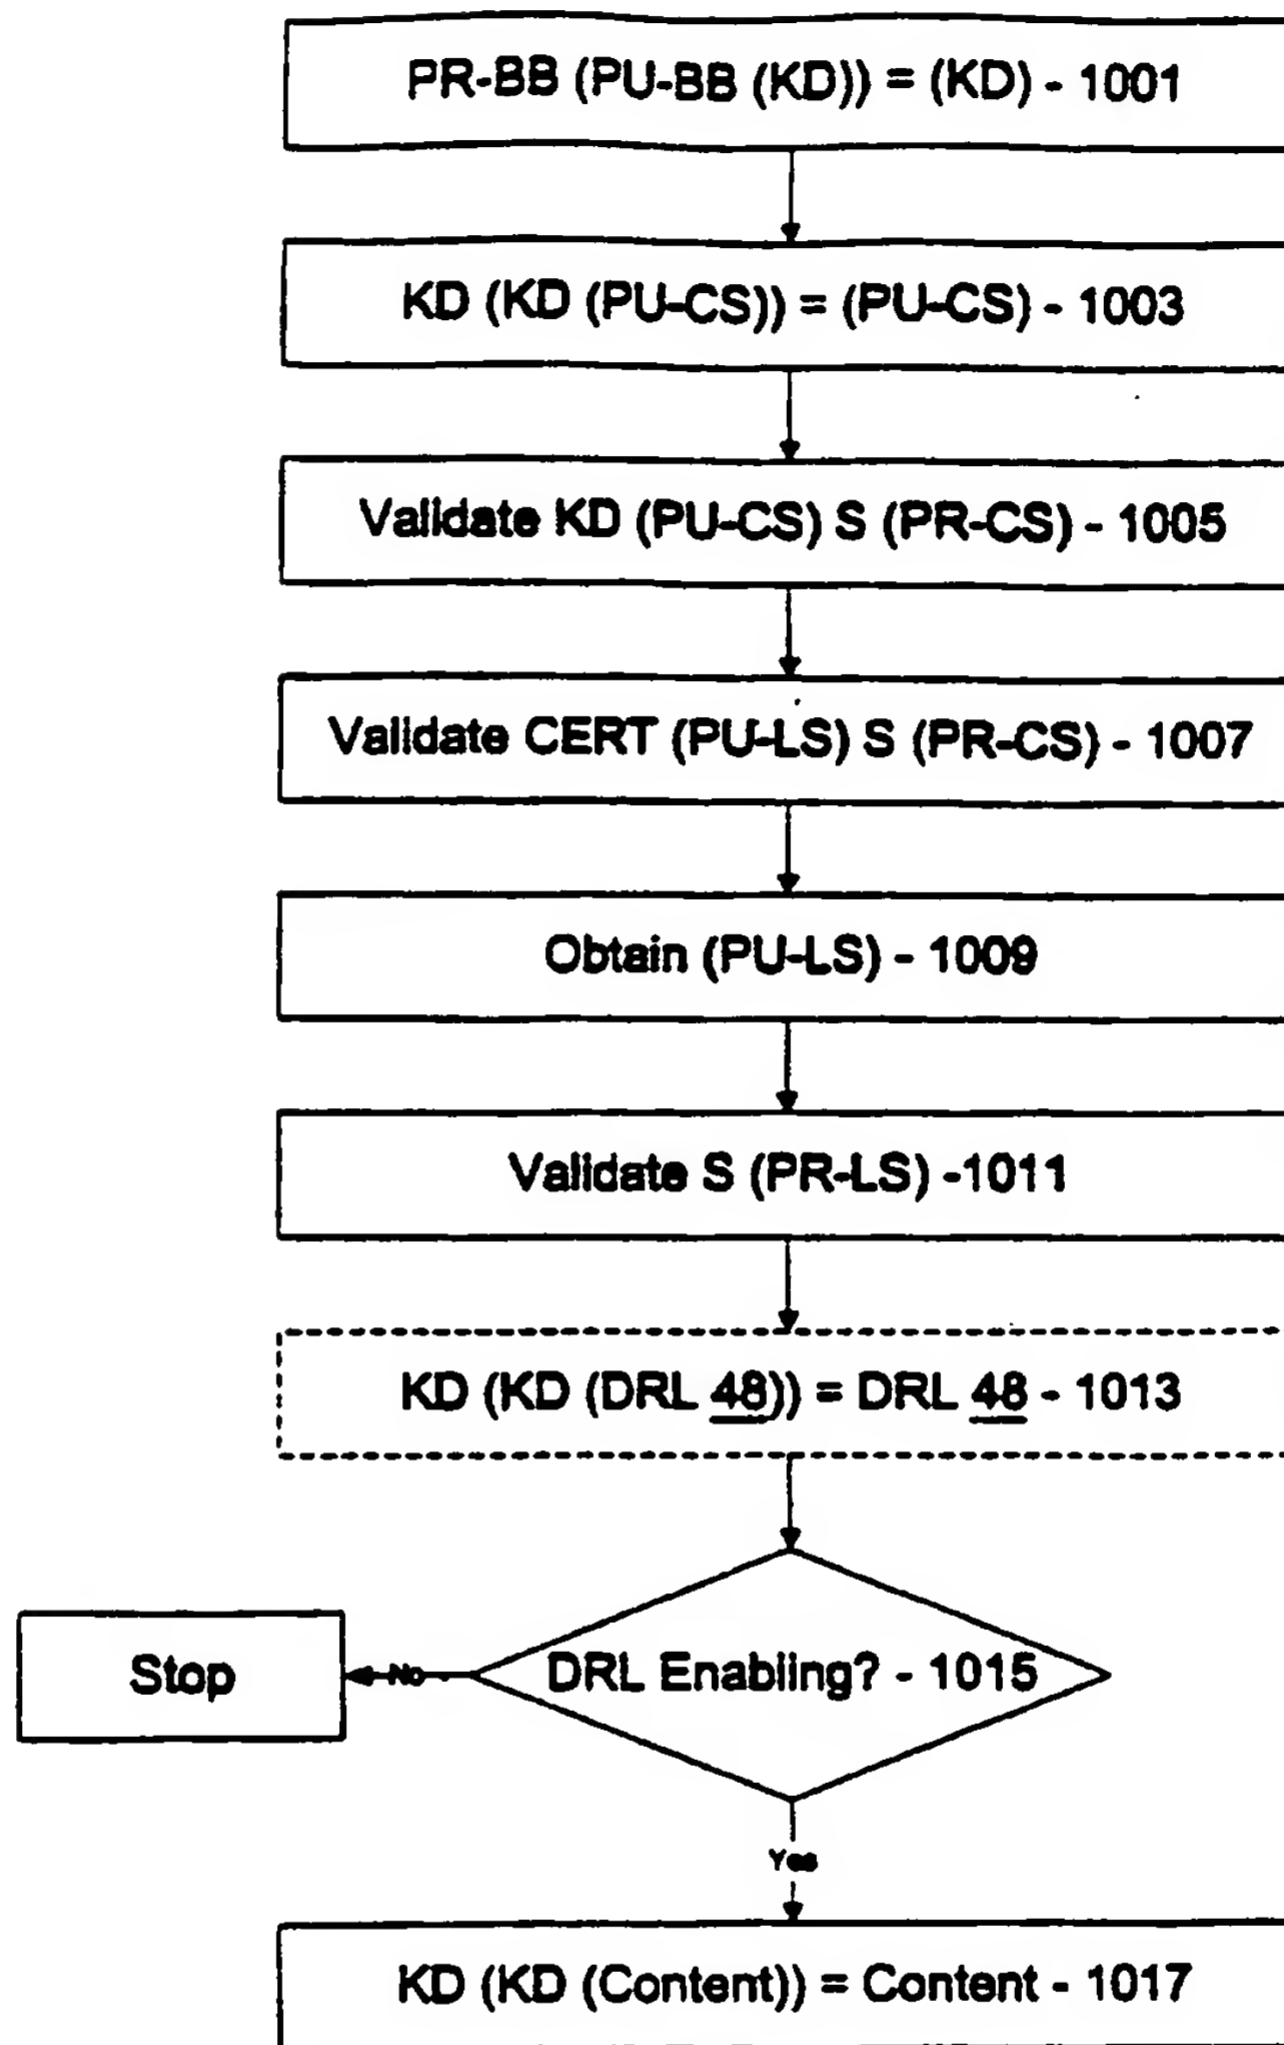 PR-BB (PU-BB (KD)) = (KD) - 1001
KD (KD (PU-CS)) = (PU-CS) - 1003
Validate KD (PU-CS) S (PR-CS) - 1005
Validate CERT (PU-LS) S (PR-CS) - 1007
Obtain (PU-LS) - 1009
Validate S (PR-LS) -1011
KD (KD (DRL 48)) = DRL 48 - 1013
DRL Enabling? - 1015
No
Stop
Yes
KD (KD (Content)) = Content - 1017